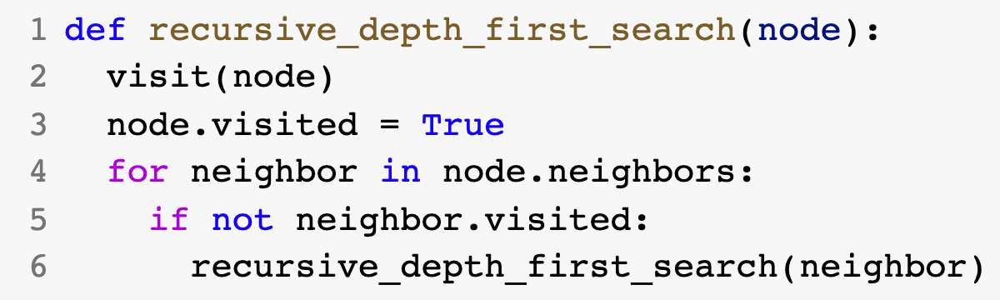 1 def recursive_depth_first_search(node):
2   visit(node)
3   node.visited = True
4   for neighbor in node.neighbors:
5     if not neighbor.visited:
6       recursive_depth_first_search(neighbor)